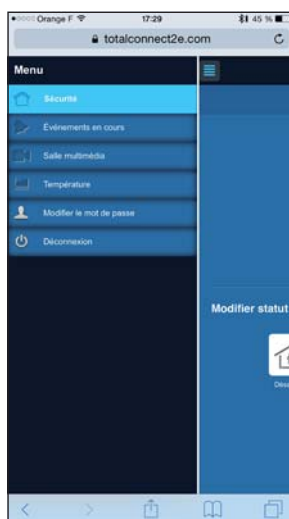 Orange F 17:29 45 %
totalconnect2e.com
Menu
Sécurité
Evénements en cours
Salle multimédia
Température
Modifier le mot de passe
Déconnexion
Modifier statut